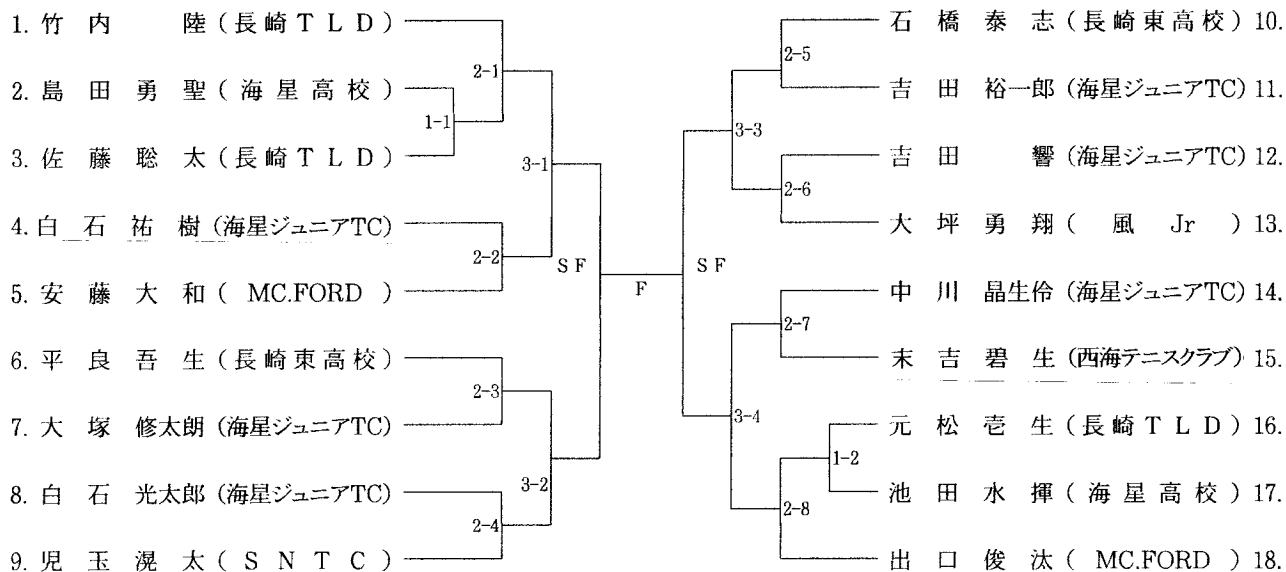 1. 竹内 陸 (長崎TLD)
2. 島田勇聖 (海星高校)
3. 佐藤聡太 (長崎TLD)
4. 白石祐樹 (海星ジュニアTC)
5. 安藤大和 (MC.FORD)
6. 平良吾生 (長崎東高校)
7. 大塚修太朗 (海星ジュニアTC)
8. 白石光太郎 (海星ジュニアTC)
9. 児玉滉太 (SNTC)
2-1
1-1
3-1
2-2
SF
2-3
3-2
2-4
F
石橋泰志 (長崎東高校) 10.
吉田裕一郎 (海星ジュニアTC) 11.
吉田 響 (海星ジュニアTC) 12.
大坪勇翔 (風 Jr) 13.
中川晶生伶 (海星ジュニアTC) 14.
末吉碧生 (西海テニスクラブ) 15.
元松壱生 (長崎TLD) 16.
池田水揮 (海星高校) 17.
出口俊汰 (MC.FORD) 18.
2-5
3-3
2-6
SF
2-7
3-4
1-2
2-8